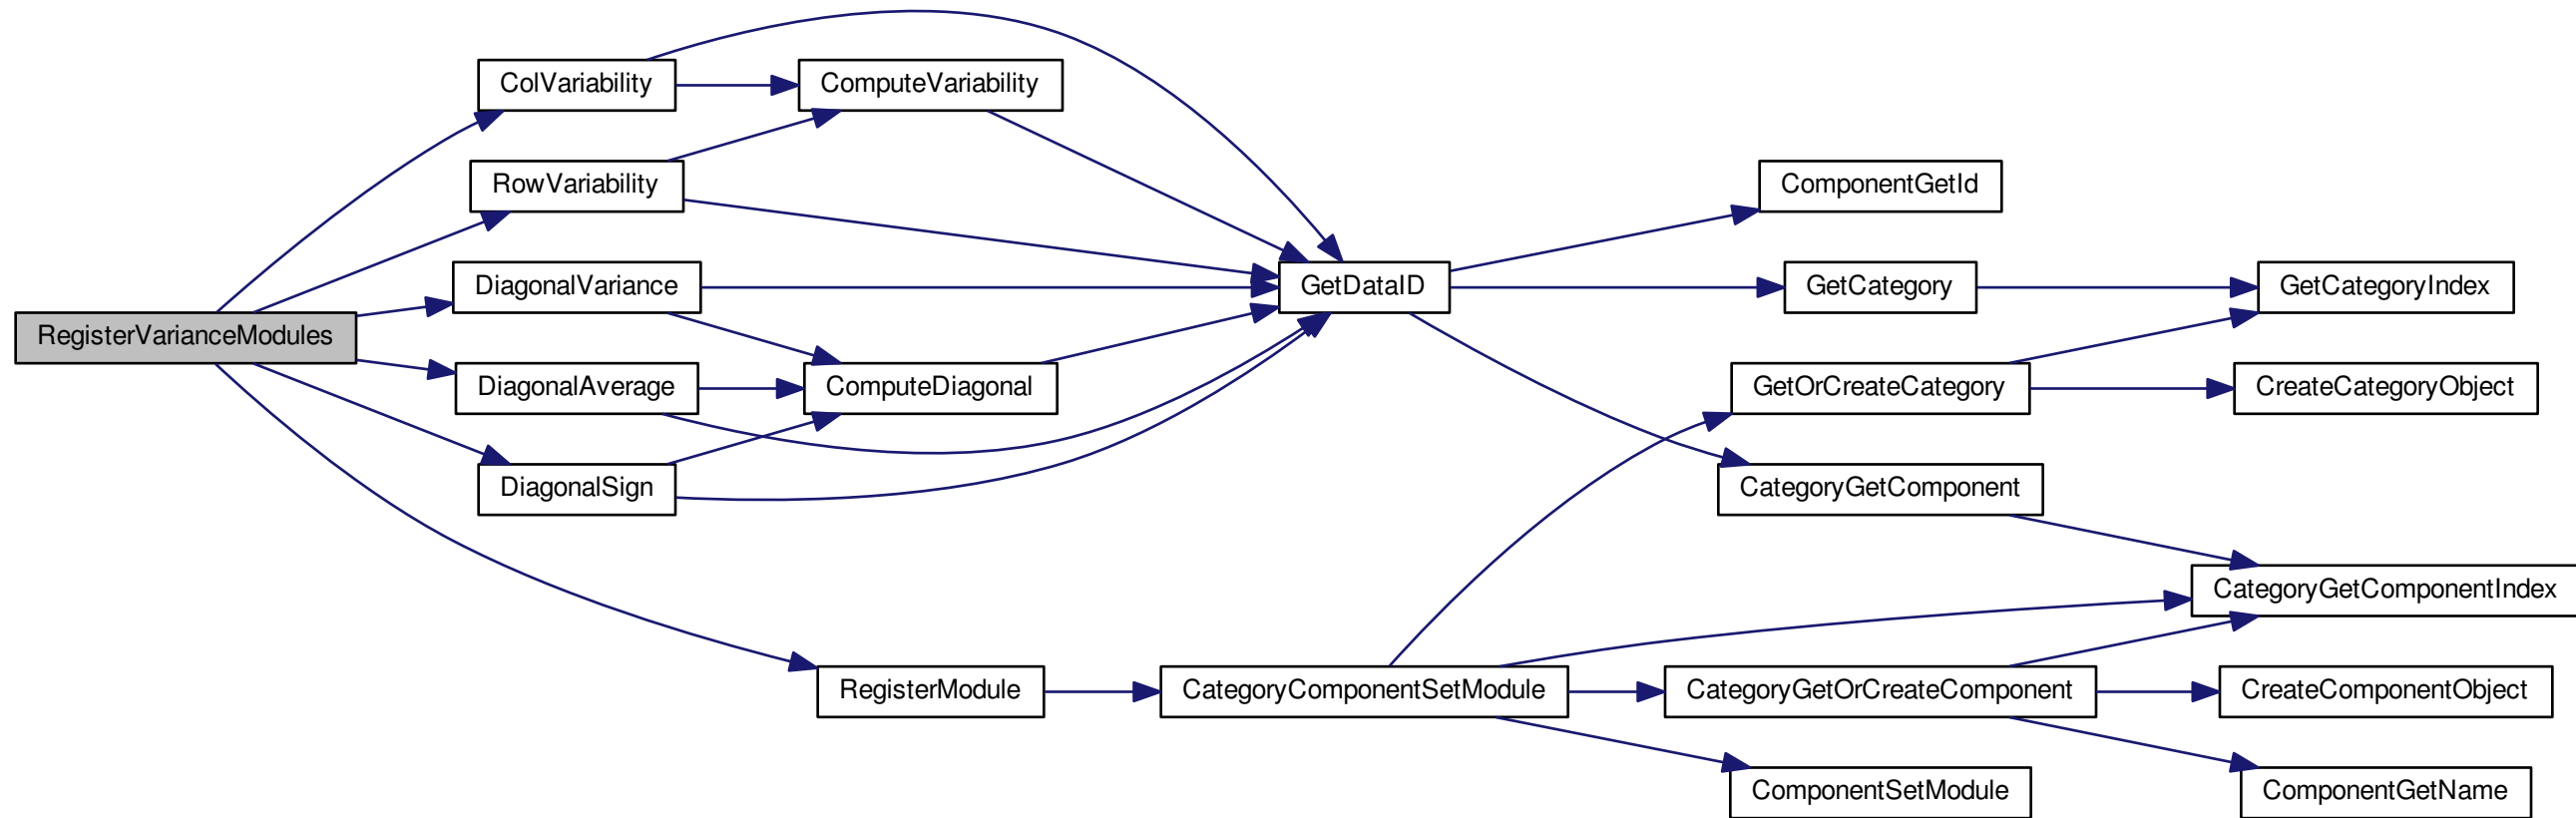 RegisterVarianceModules
ColVariability
RowVariability
DiagonalVariance
DiagonalAverage
DiagonalSign
ComputeVariability
ComputeDiagonal
RegisterModule
GetDataID
CategoryComponentSetModule
ComponentGetId
GetCategory
GetOrCreateCategory
CategoryGetComponent
CategoryGetOrCreateComponent
ComponentSetModule
GetCategoryIndex
CreateCategoryObject
CategoryGetComponentIndex
CreateComponentObject
ComponentGetName